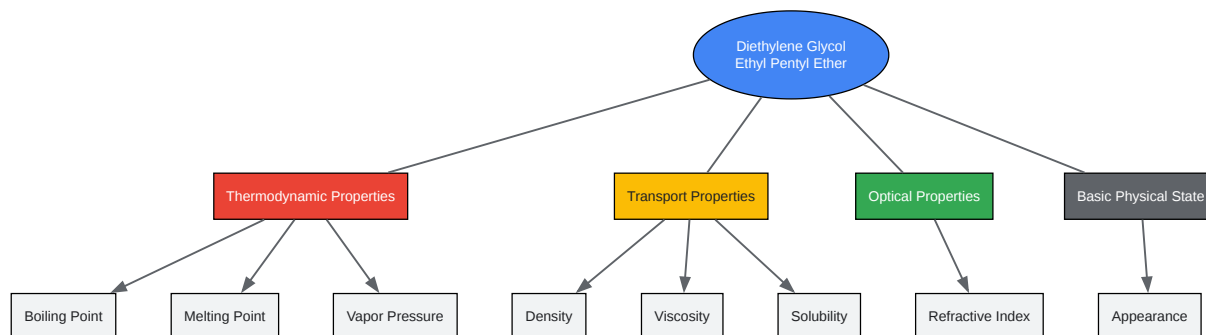 Diethylene Glycol
Ethyl Pentyl Ether
Thermodynamic Properties
Transport Properties
Optical Properties
Basic Physical State
Boiling Point
Melting Point
Vapor Pressure
Density
Viscosity
Solubility
Refractive Index
Appearance